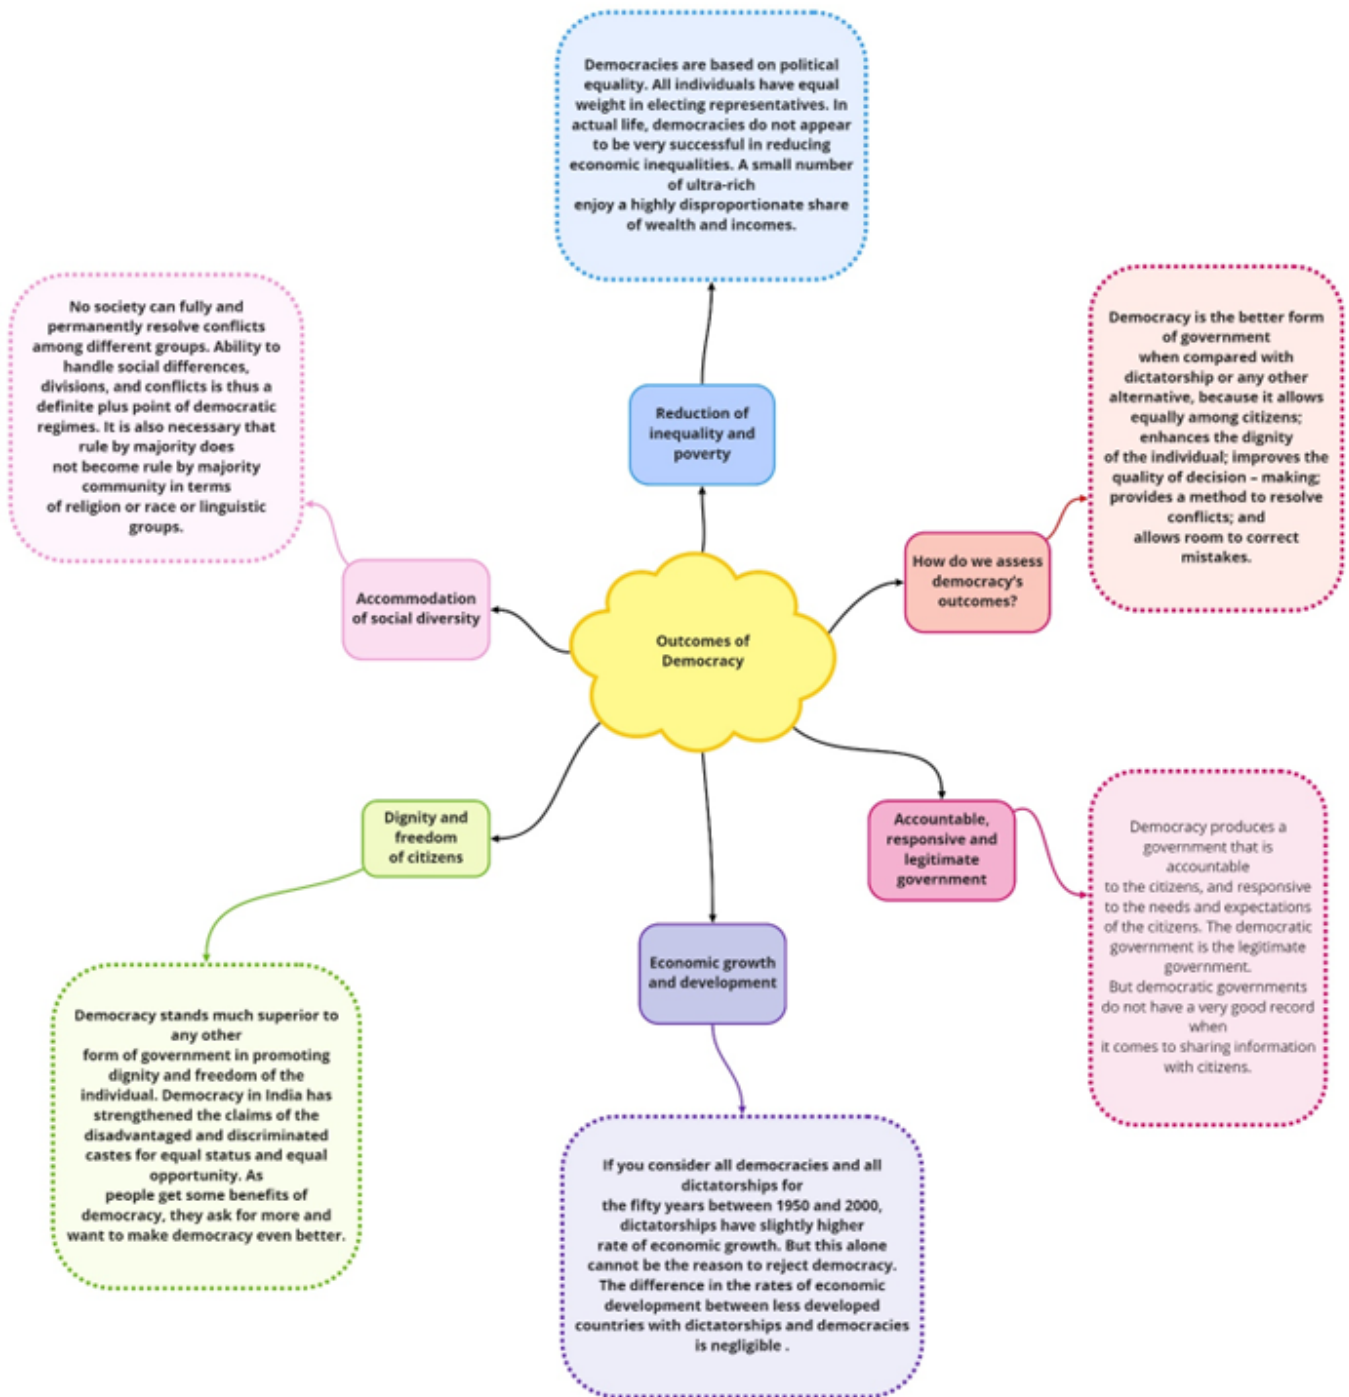 Democracies are based on political
equality. All individuals have equal
weight in electing representatives. In
actual life, democracies do not appear
to be very successful in reducing
economic inequalities. A small number
of ultra-rich
enjoy a highly disproportionate share
of wealth and incomes.
Reduction of
inequality and
poverty
No society can fully and
permanently resolve conflicts
among different groups. Ability to
handle social differences,
divisions, and conflicts is thus a
definite plus point of democratic
regimes. It is also necessary that
rule by majority does
not become rule by majority
community in terms
of religion or race or linguistic
groups.
Accommodation
of social diversity
Democracy is the better form
of government
when compared with
dictatorship or any other
alternative, because it allows
equally among citizens;
enhances the dignity
of the individual; improves the
quality of decision – making;
provides a method to resolve
conflicts; and
allows room to correct
mistakes.
How do we assess
democracy's
outcomes?
Outcomes of
Democracy
Dignity and
freedom
of citizens
Democracy stands much superior to
any other
form of government in promoting
dignity and freedom of the
individual. Democracy in India has
strengthened the claims of the
disadvantaged and discriminated
castes for equal status and equal
opportunity. As
people get some benefits of
democracy, they ask for more and
want to make democracy even better.
Economic growth
and development
If you consider all democracies and all
dictatorships for
the fifty years between 1950 and 2000,
dictatorships have slightly higher
rate of economic growth. But this alone
cannot be the reason to reject democracy.
The difference in the rates of economic
development between less developed
countries with dictatorships and democracies
is negligible .
Accountable,
responsive and
legitimate
government
Democracy produces a
government that is
accountable
to the citizens, and responsive
to the needs and expectations
of the citizens. The democratic
government is the legitimate
government.
But democratic governments
do not have a very good record
when
it comes to sharing information
with citizens.